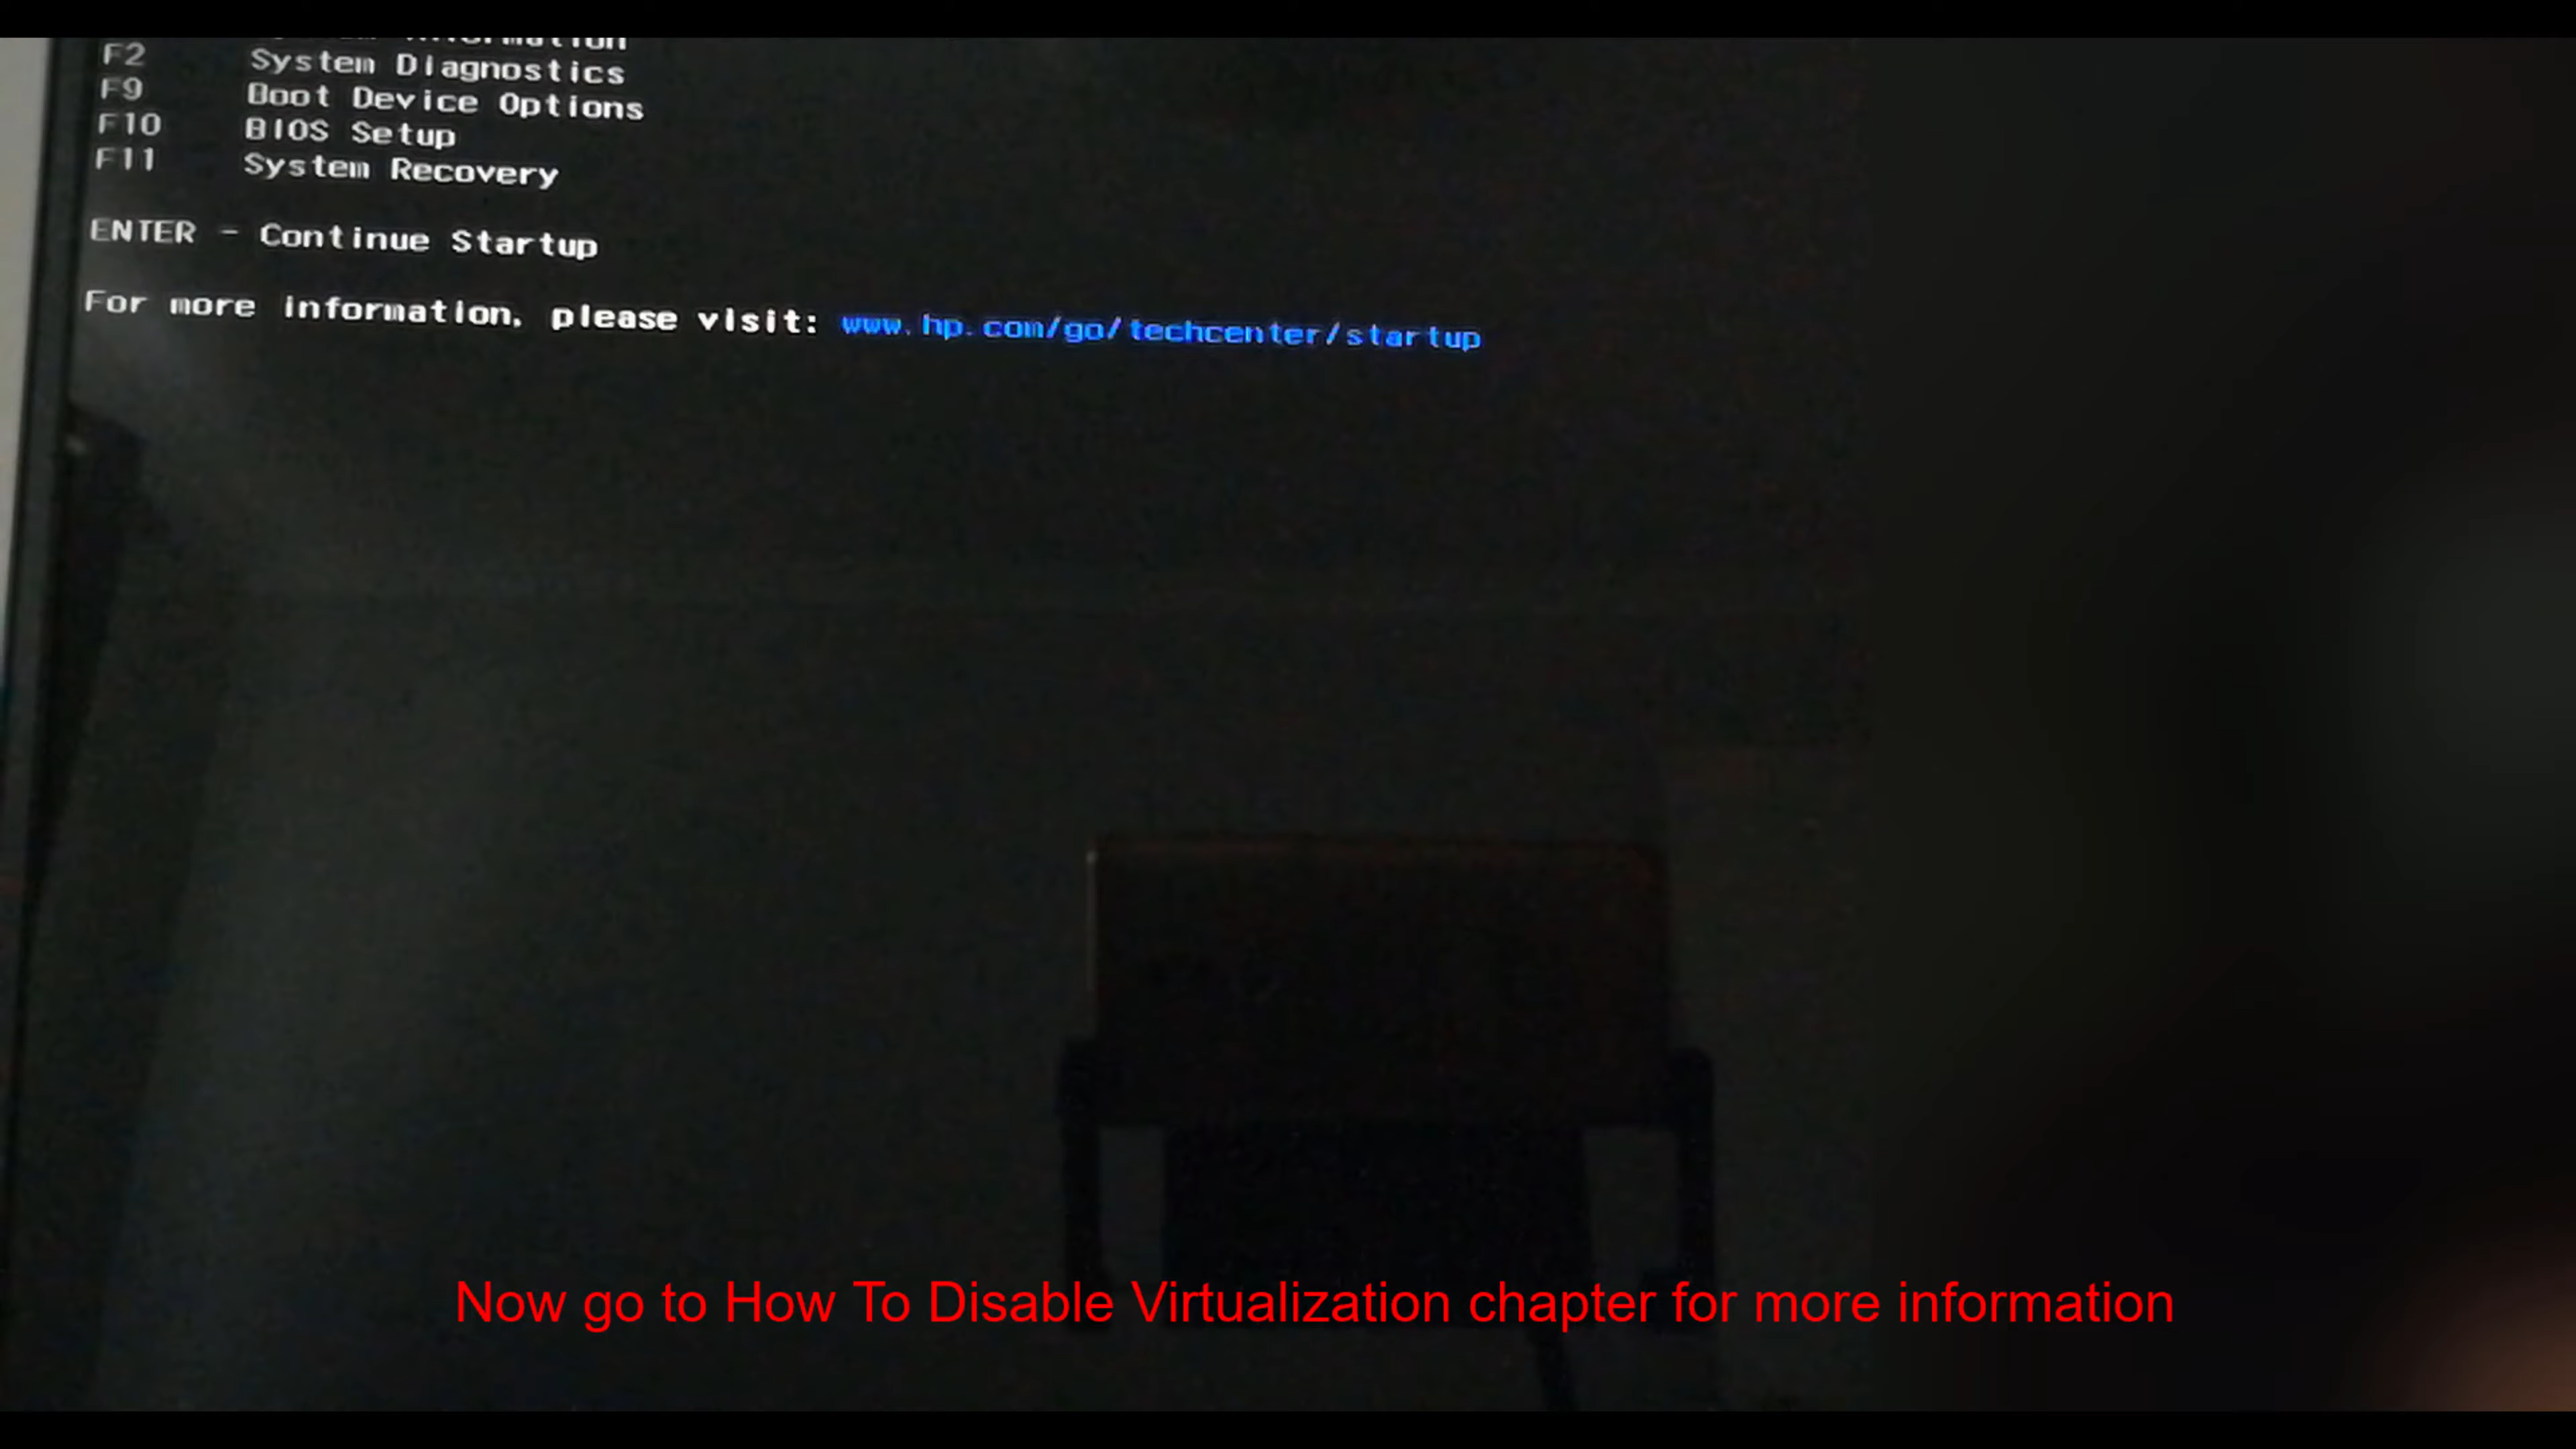 F2 System Diagnostics
F9 Boot Device Options
F10 BIOS Setup
F11 System Recovery
ENTER - Continue Startup
For more information, please visit: www.hp.com/go/techcenter/startup
Now go to How To Disable Virtualization chapter for more information